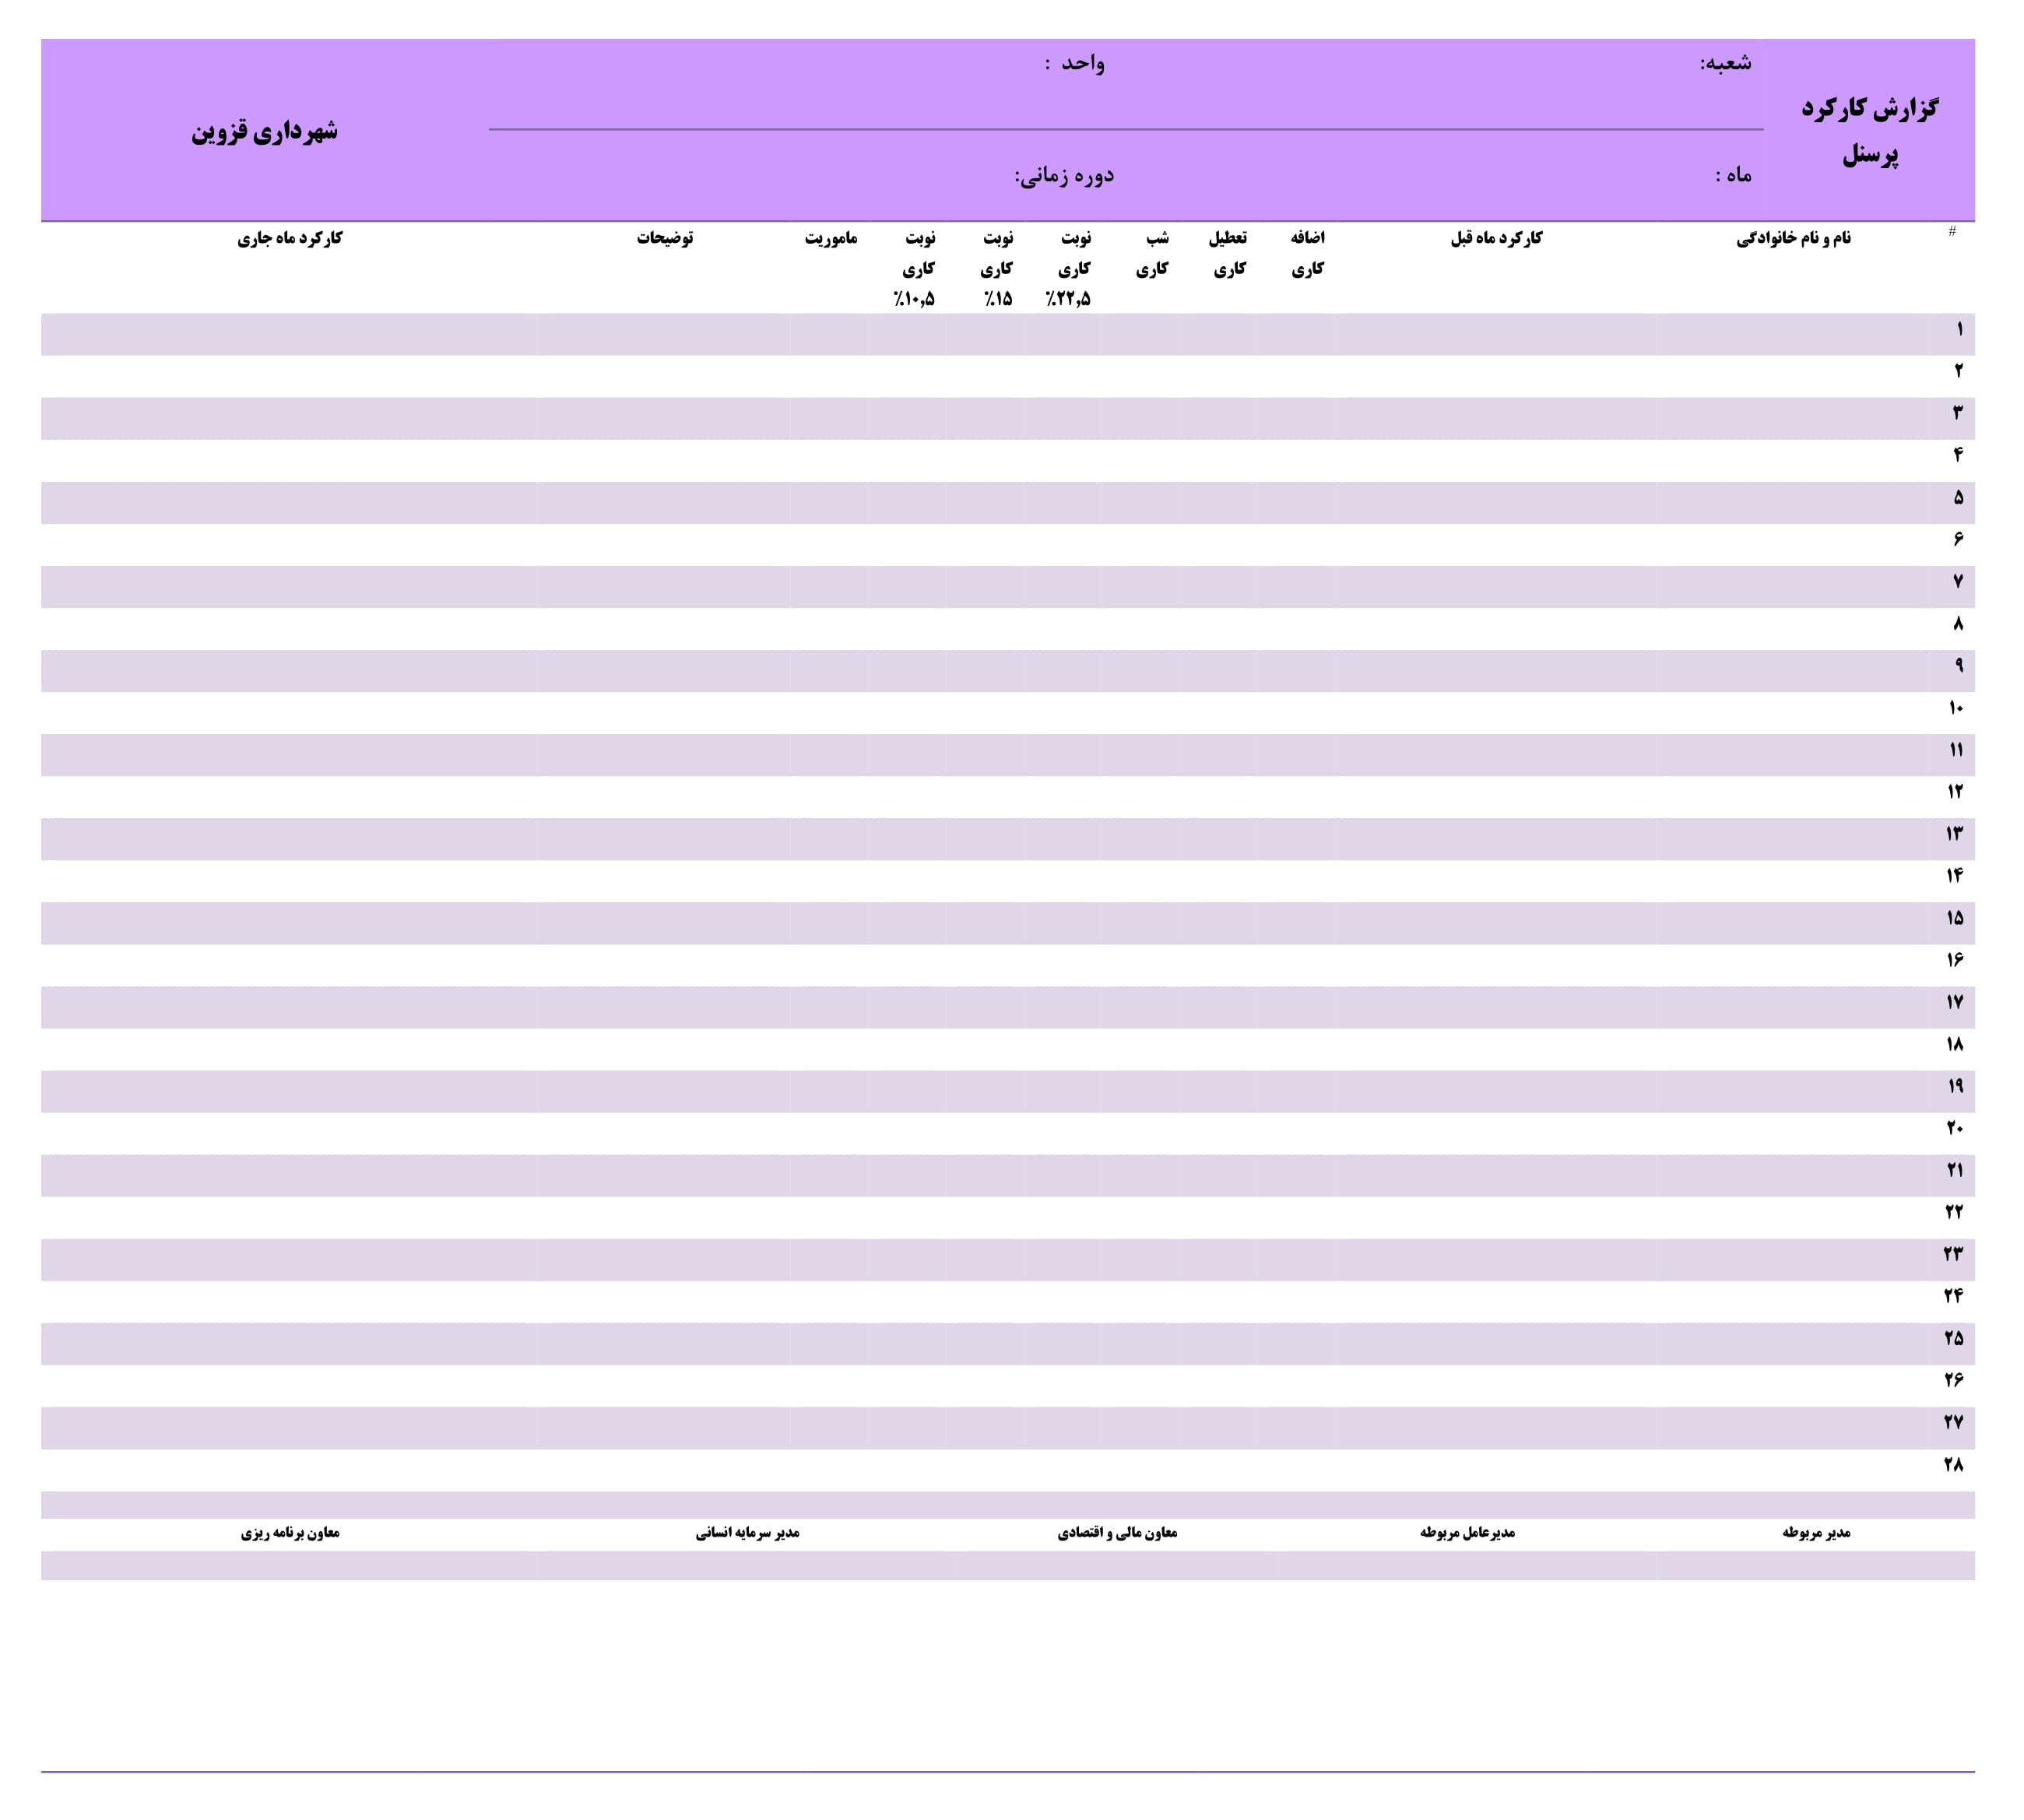 شعبه:
واحد :
گزارش کارکرد
پرسنل
شهرداری قزوین
ماه :
دوره زمانی:
# نام و نام خانوادگی کارکرد ماه قبل اضافه تعطیل شب نوبت نوبت نوبت ماموریت توضیحات کارکرد ماه جاری
کاری کاری کاری کاری کاری کاری
۲۲٫۵٪ ۱۵٪ ۱۰٫۵٪
۱
۲
۳
۴
۵
۶
۷
۸
۹
۱۰
۱۱
۱۲
۱۳
۱۴
۱۵
۱۶
۱۷
۱۸
۱۹
۲۰
۲۱
۲۲
۲۳
۲۴
۲۵
۲۶
۲۷
۲۸
مدیر مربوطه مدیرعامل مربوطه معاون مالی و اقتصادی مدیر سرمایه انسانی معاون برنامه ریزی